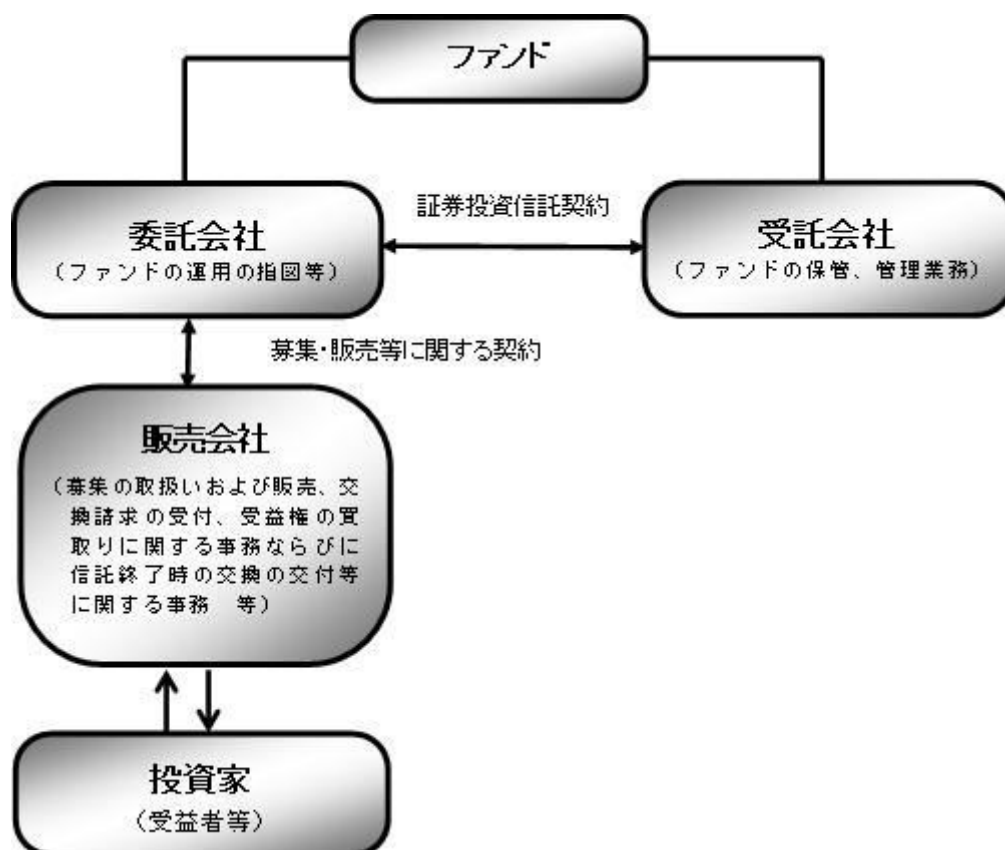 ファンド
証券投資信託契約
委託会社
(ファンドの運用の指図等)
受託会社
(ファンドの保管、管理業務)
募集・販売等に関する契約
販売会社
(募集の取扱いおよび販売、交
換請求の受付、受益権の買
取りに関する事務ならびに
信託終了時の交換の交付等
に関する事務 等)
投資家
(受益者等)